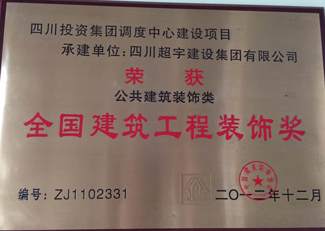 四川投资集团调度中心建设项目
承建单位:四川超宇建设集团有限公司
荣获
公共建筑装饰类
全国建筑工程装饰奖
编号:ZJ1102331
二〇一二年十二月